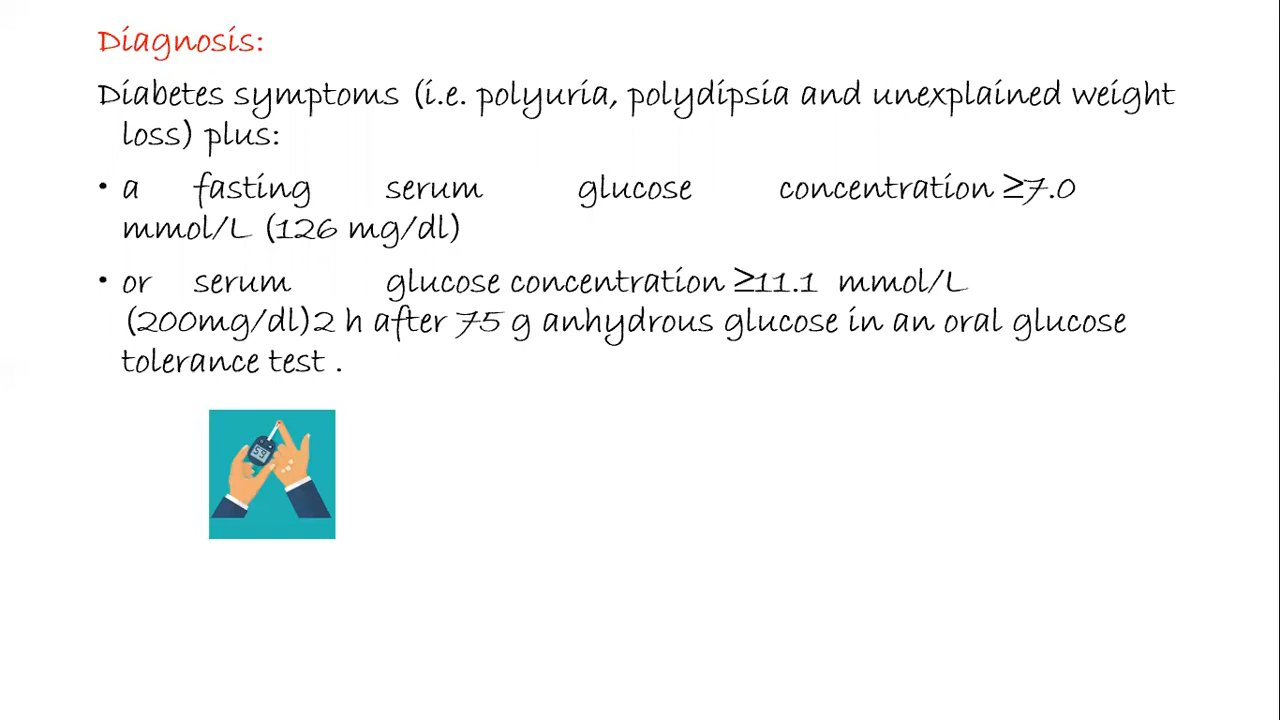 Diagnosis:
Diabetes symptoms (i.e. polyuria, polydipsia and unexplained weight
loss) plus:
• a fasting serum glucose concentration ≥7.0
mmol/L (126 mg/dl)
• or serum glucose concentration ≥11.1 mmol/L
(200mg/dl)2 h after 75 g anhydrous glucose in an oral glucose
tolerance test .